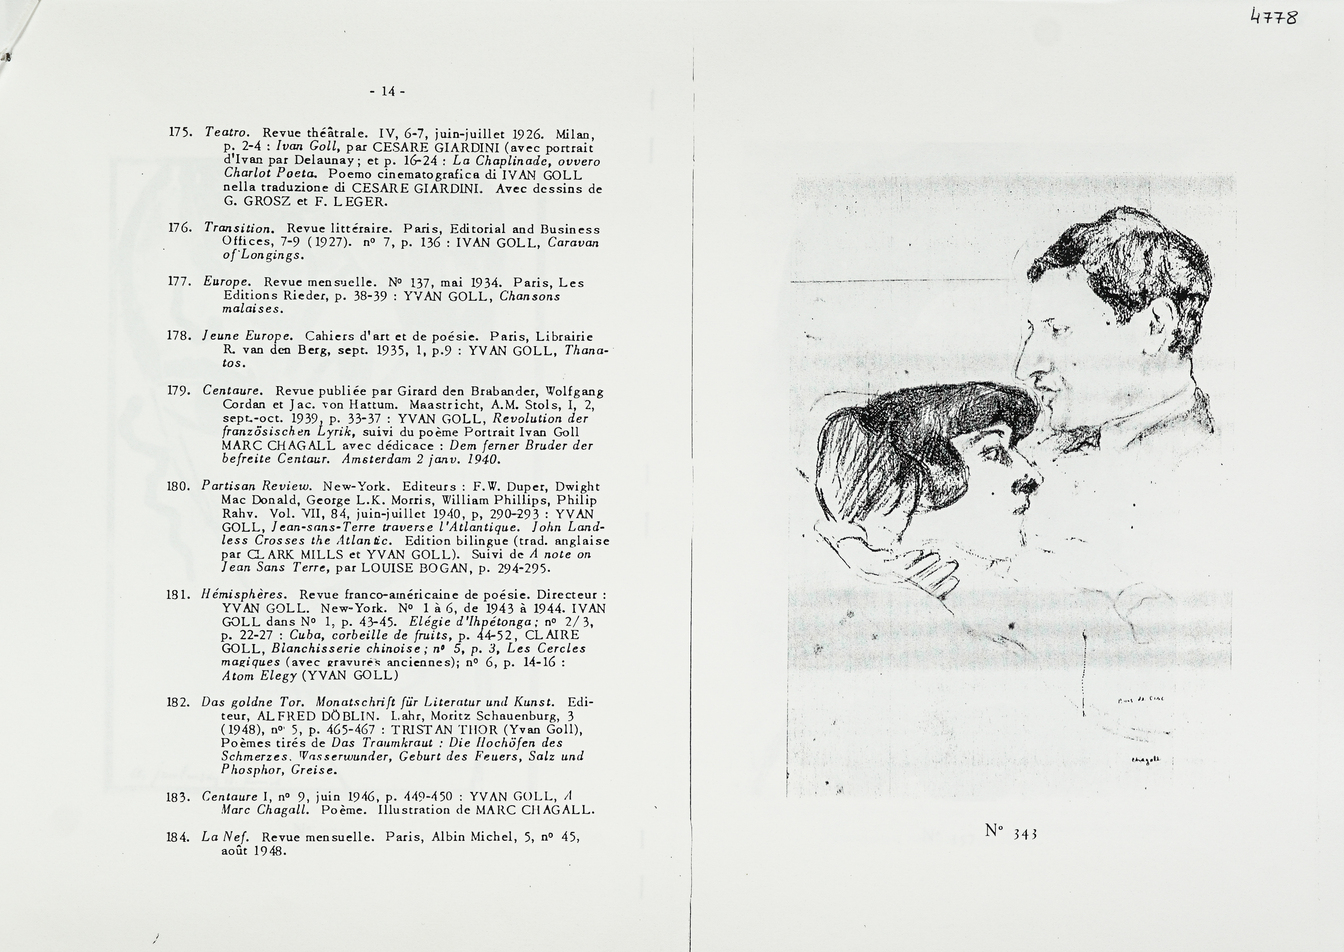 4778
- 14 -
175. Teatro. Revue théâtrale. IV, 6-7, juin-juillet 1926. Milan,
p. 2-4 : Ivan Goll, par CESARE GIARDINI (avec portrait
d'Ivan par Delaunay ; et p. 16-24 : La Chaplinade, ovvero
Charlot Poeta. Poemo cinematografica di IVAN GOLL
nella traduzione di CESARE GIARDINI. Avec dessins de
G. GROSZ et F. LEGER.
176. Transition. Revue littéraire. Paris, Editorial and Business
Offices, 7-9 (1927). nº 7, p. 136 : IVAN GOLL, Caravan
of Longings.
177. Europe. Revue mensuelle. Nº 137, mai 1934. Paris, Les
Editions Rieder, p. 38-39 : YVAN GOLL, Chansons
malaises.
178. Jeune Europe. Cahiers d'art et de poésie. Paris, Librairie
R. van den Berg, sept. 1935, 1, p.9 : YVAN GOLL, Thana-
tos.
179. Centaure. Revue publiée par Girard den Brabander, Wolfgang
Cordan et Jac. von Hattum. Maastricht, A.M. Stols, I, 2,
sept.-oct. 1939, p. 33-37 : YVAN GOLL, Revolution der
französischen Lyrik, suivi du poème Portrait Ivan Goll
MARC CHAGALL avec dédicace : Dem ferner Bruder der
befreite Centaur. Amsterdam 2 janv. 1940.
180. Partisan Review. New-York. Editeurs : F.W. Duper, Dwight
Mac Donald, George L.K. Morris, William Phillips, Philip
Rahv. Vol. VII, 84, juin-juillet 1940, p, 290-293 : YVAN
GOLL, Jean-sans-Terre traverse l'Atlantique. John Land-
less Crosses the Atlantic. Edition bilingue (trad. anglaise
par CLARK MILLS et YVAN GOLL). Suivi de A note on
Jean Sans Terre, par LOUISE BOGAN, p. 294-295.
181. Hémisphères. Revue franco-américaine de poésie. Directeur :
YVAN GOLL. New-York. Nº 1 à 6, de 1943 à 1944. IVAN
GOLL dans Nº 1, p. 43-45. Elégie d'Ihpétonga ; nº 2/3,
p. 22-27 : Cuba, corbeille de fruits, p. 44-52, CLAIRE
GOLL, Blanchisserie chinoise ; nº 5, p. 3, Les Cercles
magiques (avec gravures anciennes); nº 6, p. 14-16 :
Atom Elegy (YVAN GOLL)
182. Das goldne Tor. Monatschrift für Literatur und Kunst. Edi-
teur, ALFRED DÖBLIN. Lahr, Moritz Schauenburg, 3
(1948), nº 5, p. 465-467 : TRISTAN THOR (Yvan Goll),
Poèmes tirés de Das Traumkraut : Die Hochöfen des
Schmerzes. Wasserwunder, Geburt des Feuers, Salz und
Phosphor, Greise.
183. Centaure I, nº 9, juin 1946, p. 449-450 : YVAN GOLL, A
Marc Chagall. Poème. Illustration de MARC CHAGALL.
184. La Nef. Revue mensuelle. Paris, Albin Michel, 5, nº 45,
août 1948.
chagall
Nº 343